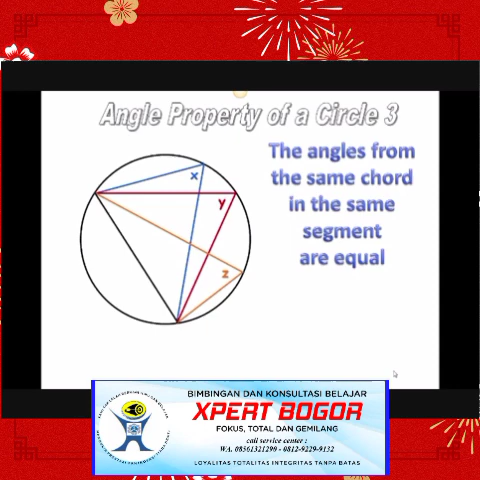 Angle Property of a Circle 3
The angles from
the same chord
in the same
segment
are equal
x
y
z
BIMBINGAN DAN KONSULTASI BELAJAR
XPERT BOGOR
FOKUS, TOTAL DAN GEMILANG
call service center :
WA. 08561321290 - 0812-9229-9132
LOYALITAS TOTALITAS INTEGRITAS TANPA BATAS